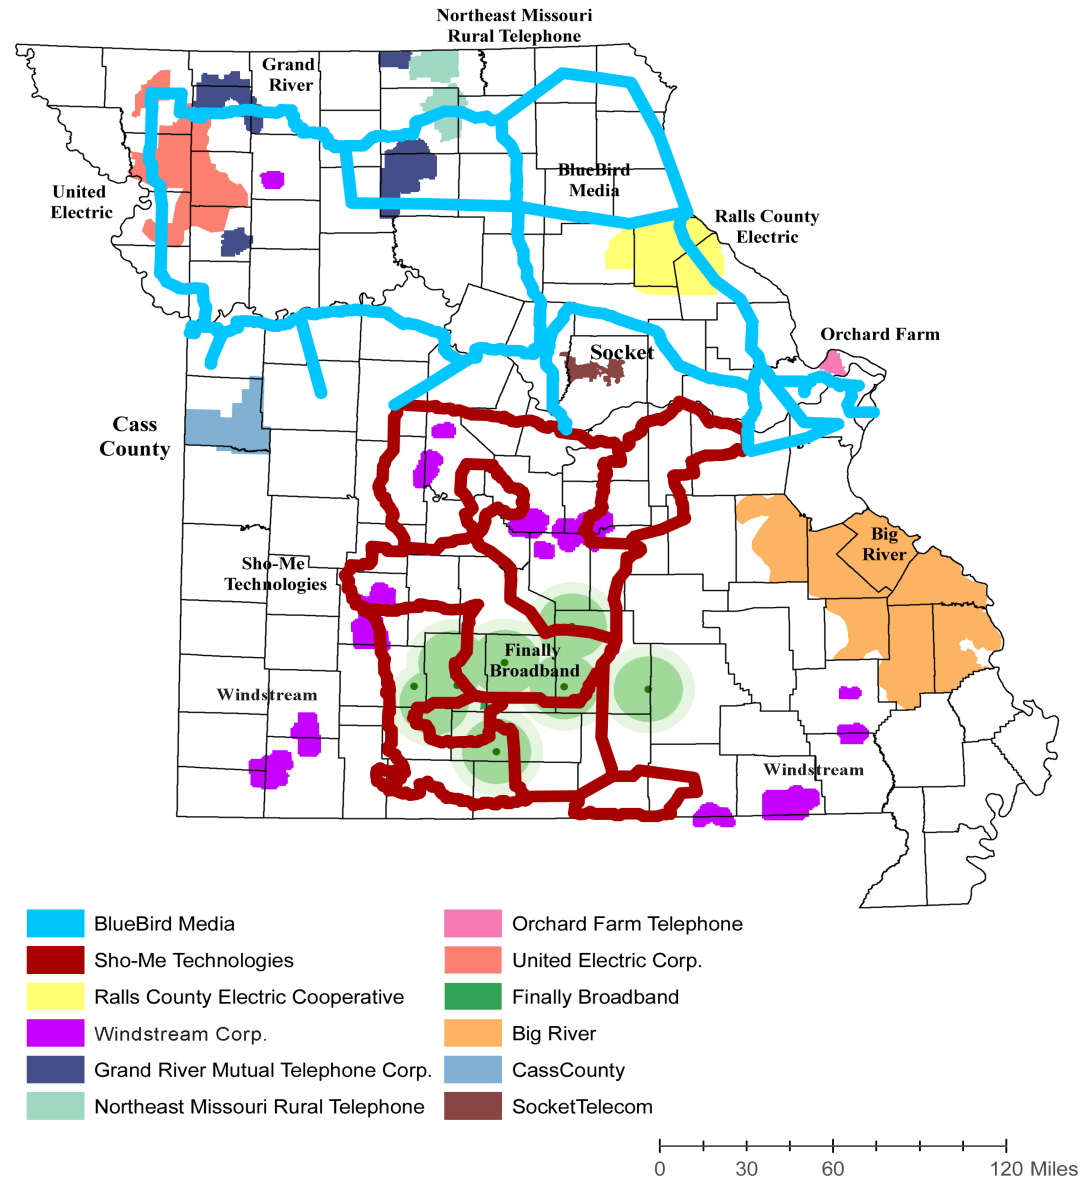 Northeast Missouri
Rural Telephone
Grand
River
BlueBird
Media
United
Electric
Ralls County
Electric
Orchard Farm
Socket
Cass
County
Big
River
Sho-Me
Technologies
Finally
Broadband
Windstream
Windstream
BlueBird Media
Sho-Me Technologies
Ralls County Electric Cooperative
Windstream Corp.
Grand River Mutual Telephone Corp.
Northeast Missouri Rural Telephone
Orchard Farm Telephone
United Electric Corp.
Finally Broadband
Big River
CassCounty
SocketTelecom
0 30 60 120 Miles